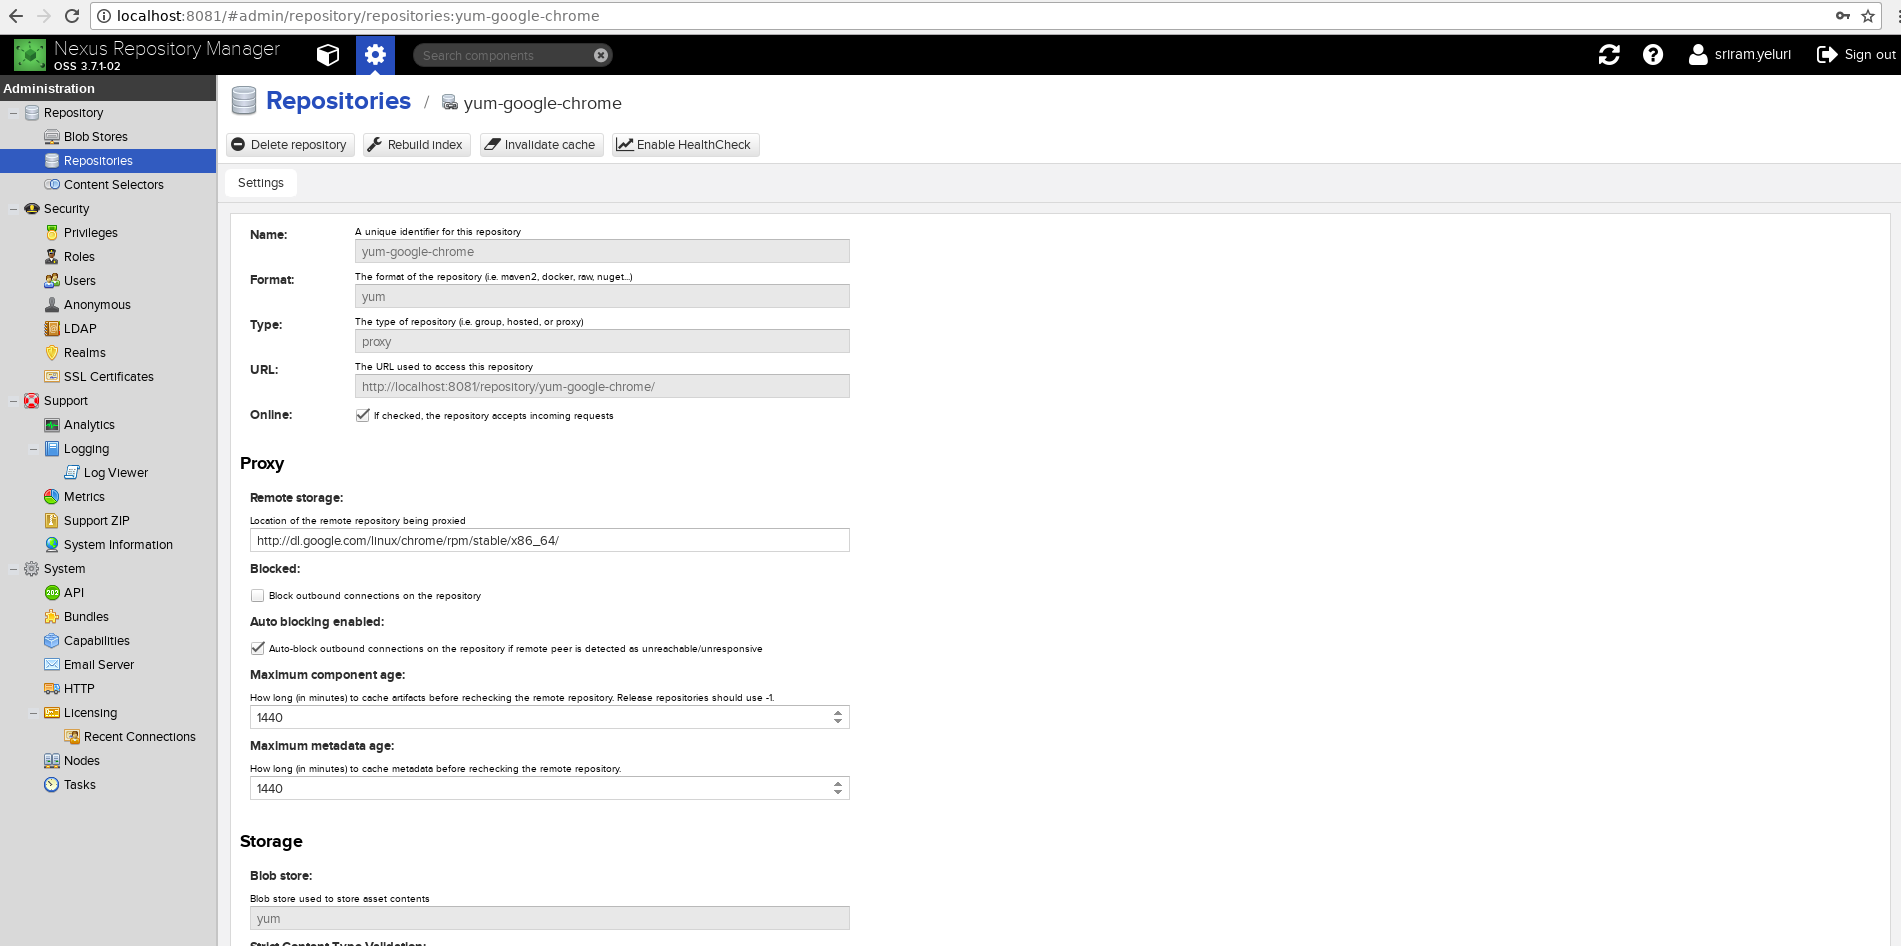 localhost:8081/#admin/repository/repositories:yum-google-chrome
Nexus Repository Manager
OSS 3.7.1-02
Search components
sriram.yeluri
Sign out
Administration
Repository
Blob Stores
Repositories
Content Selectors
Security
Privileges
Roles
Users
Anonymous
LDAP
Realms
SSL Certificates
Support
Analytics
Logging
Log Viewer
Metrics
Support ZIP
System Information
System
API
Bundles
Capabilities
Email Server
HTTP
Licensing
Recent Connections
Nodes
Tasks
Repositories / yum-google-chrome
Delete repository
Rebuild index
Invalidate cache
Enable HealthCheck
Settings
Name:
A unique identifier for this repository
yum-google-chrome
Format:
The format of the repository (i.e. maven2, docker, raw, nuget...)
yum
Type:
The type of repository (i.e. group, hosted, or proxy)
proxy
URL:
The URL used to access this repository
http://localhost:8081/repository/yum-google-chrome/
Online:
If checked, the repository accepts incoming requests
Proxy
Remote storage:
Location of the remote repository being proxied
http://dl.google.com/linux/chrome/rpm/stable/x86_64/
Blocked:
Block outbound connections on the repository
Auto blocking enabled:
Auto-block outbound connections on the repository if remote peer is detected as unreachable/unresponsive
Maximum component age:
How long (in minutes) to cache artifacts before rechecking the remote repository. Release repositories should use -1.
1440
Maximum metadata age:
How long (in minutes) to cache metadata before rechecking the remote repository.
1440
Storage
Blob store:
Blob store used to store asset contents
yum
Strict Content Type Validation: